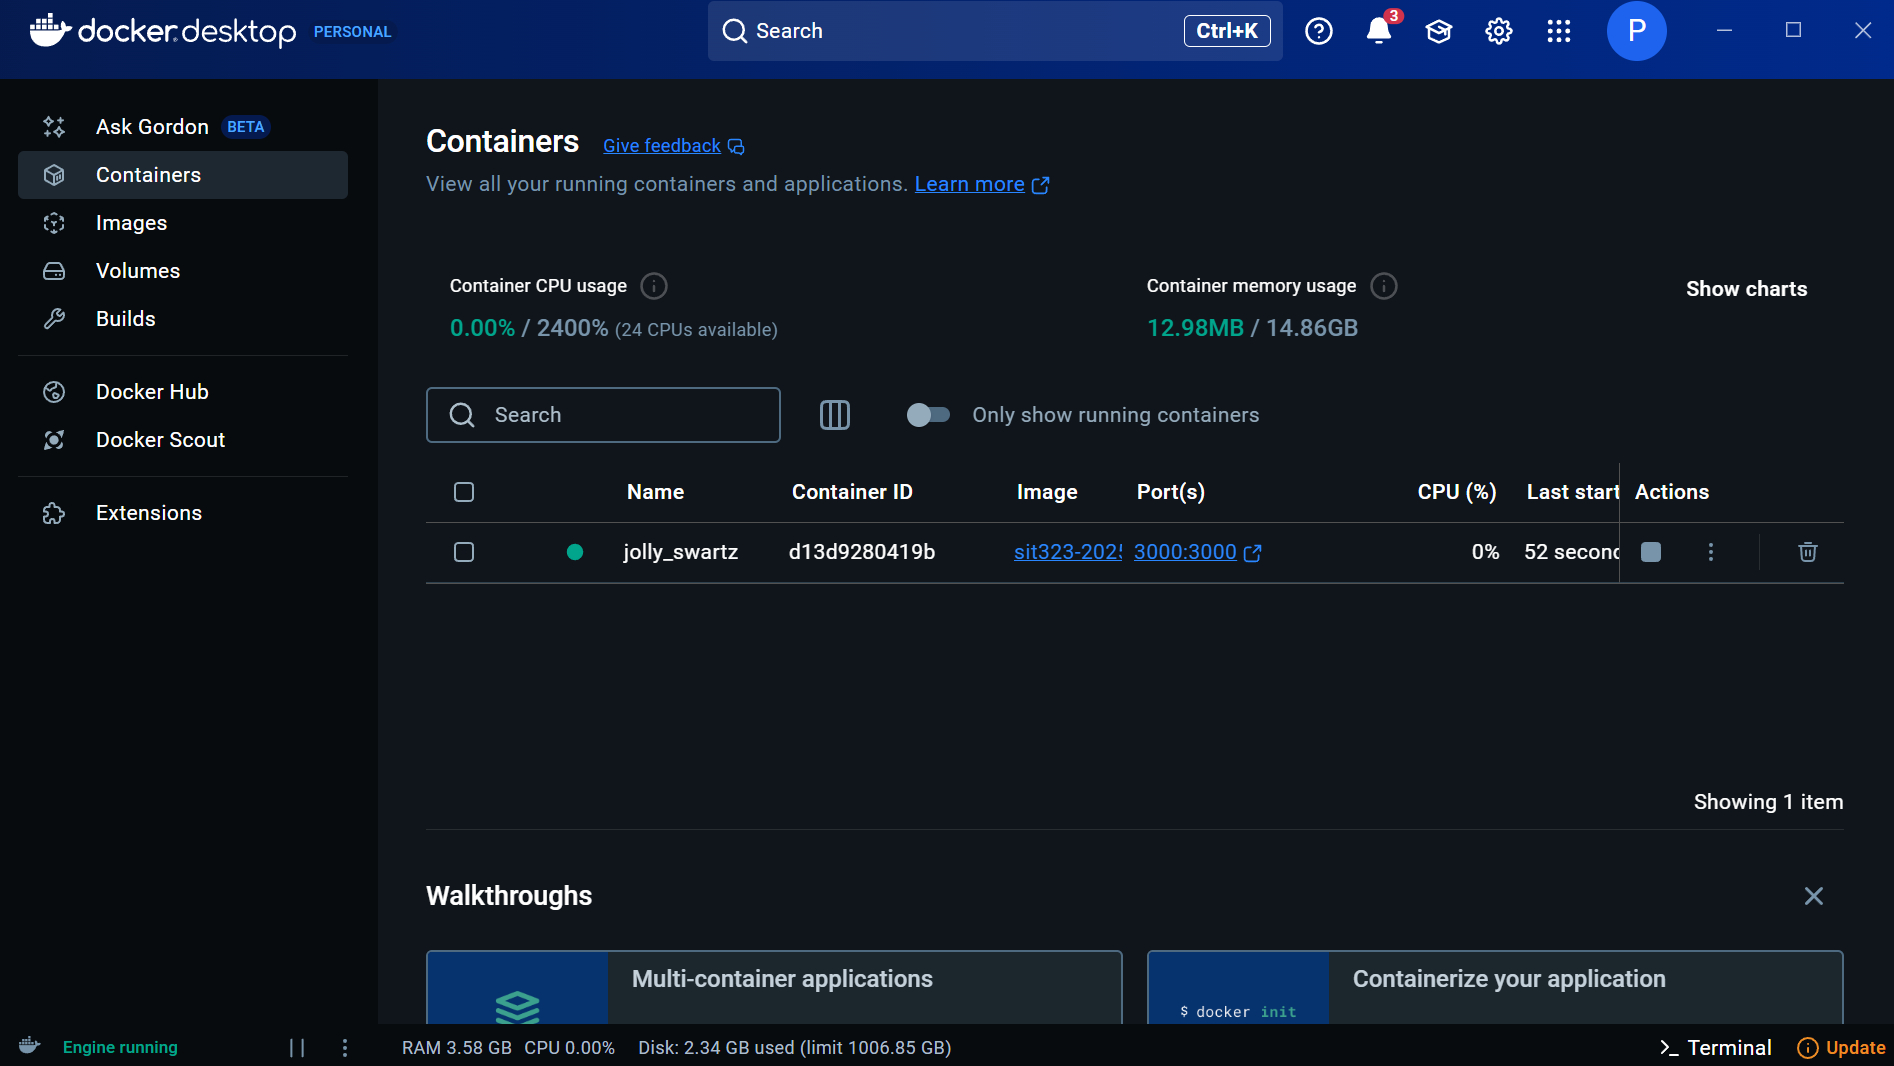 docker desktop PERSONAL
Search Ctrl+K
3
P
Ask Gordon BETA
Containers
Images
Volumes
Builds
Docker Hub
Docker Scout
Extensions
Containers Give feedback
View all your running containers and applications. Learn more
Container CPU usage
0.00% / 2400% (24 CPUs available)
Container memory usage
12.98MB / 14.86GB
Show charts
Search
Only show running containers
Name Container ID Image Port(s) CPU (%) Last start Actions
jolly_swartz d13d9280419b sit323-2025 3000:3000 0% 52 second
Showing 1 item
Walkthroughs
Multi-container applications
$ docker init
Containerize your application
Engine running
RAM 3.58 GB CPU 0.00% Disk: 2.34 GB used (limit 1006.85 GB)
>_ Terminal
Update